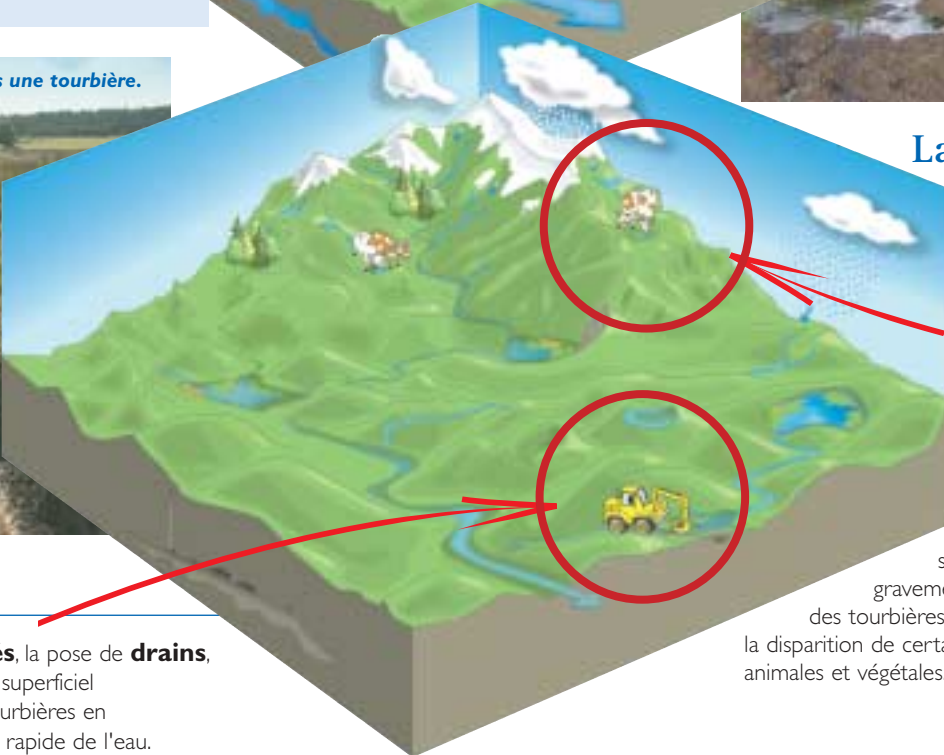 une tourbière.
La
es, la pose de drains,
superficiel
ourbières en
rapide de l'eau.
s
graveme
des tourbières
la disparition de certa
animales et végétales.